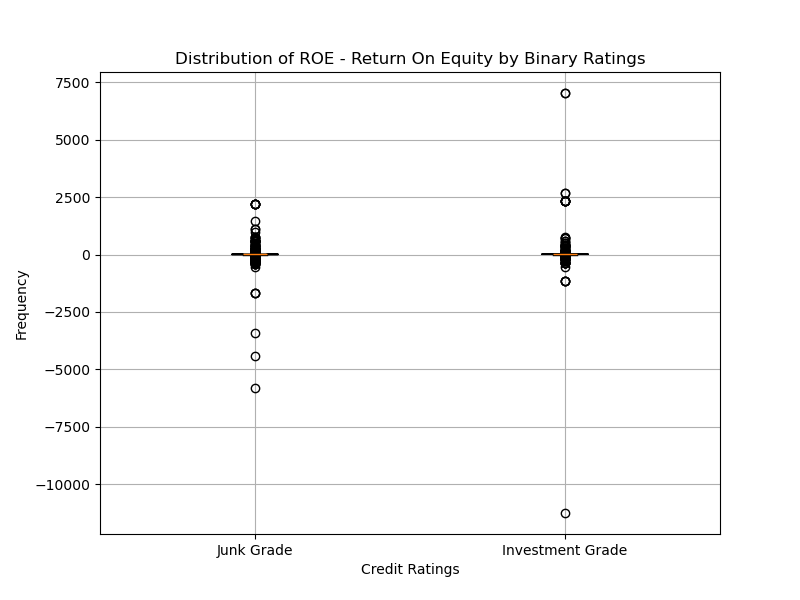 Distribution of ROE - Return On Equity by Binary Ratings
7500
5000
2500
0
−2500
−5000
−7500
−10000
Frequency
Junk Grade
Investment Grade
Credit Ratings